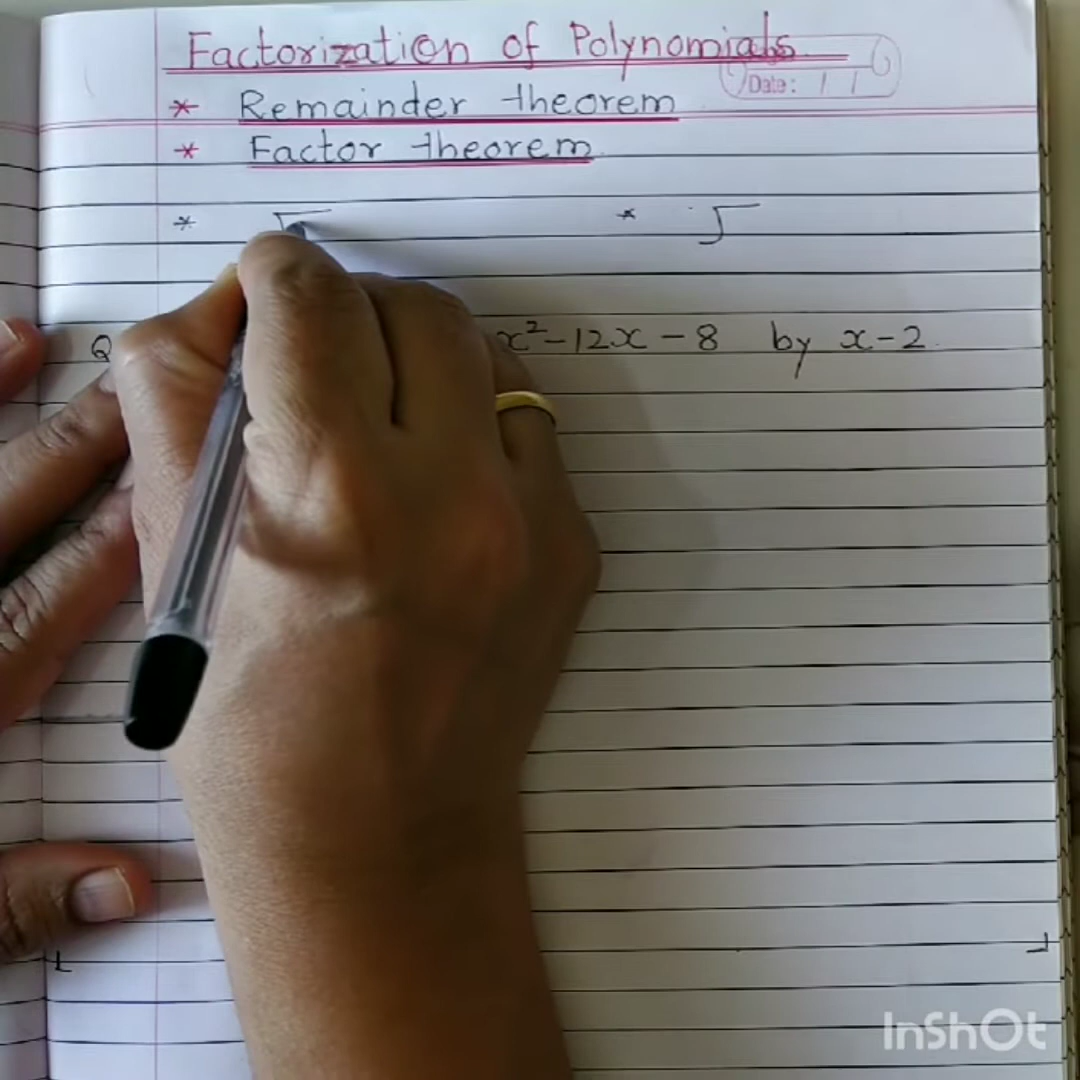 Factorization of Polynomials
Date: / /
* Remainder theorem
* Factor theorem
* *
Q x²-12x-8 by x-2
InShOt